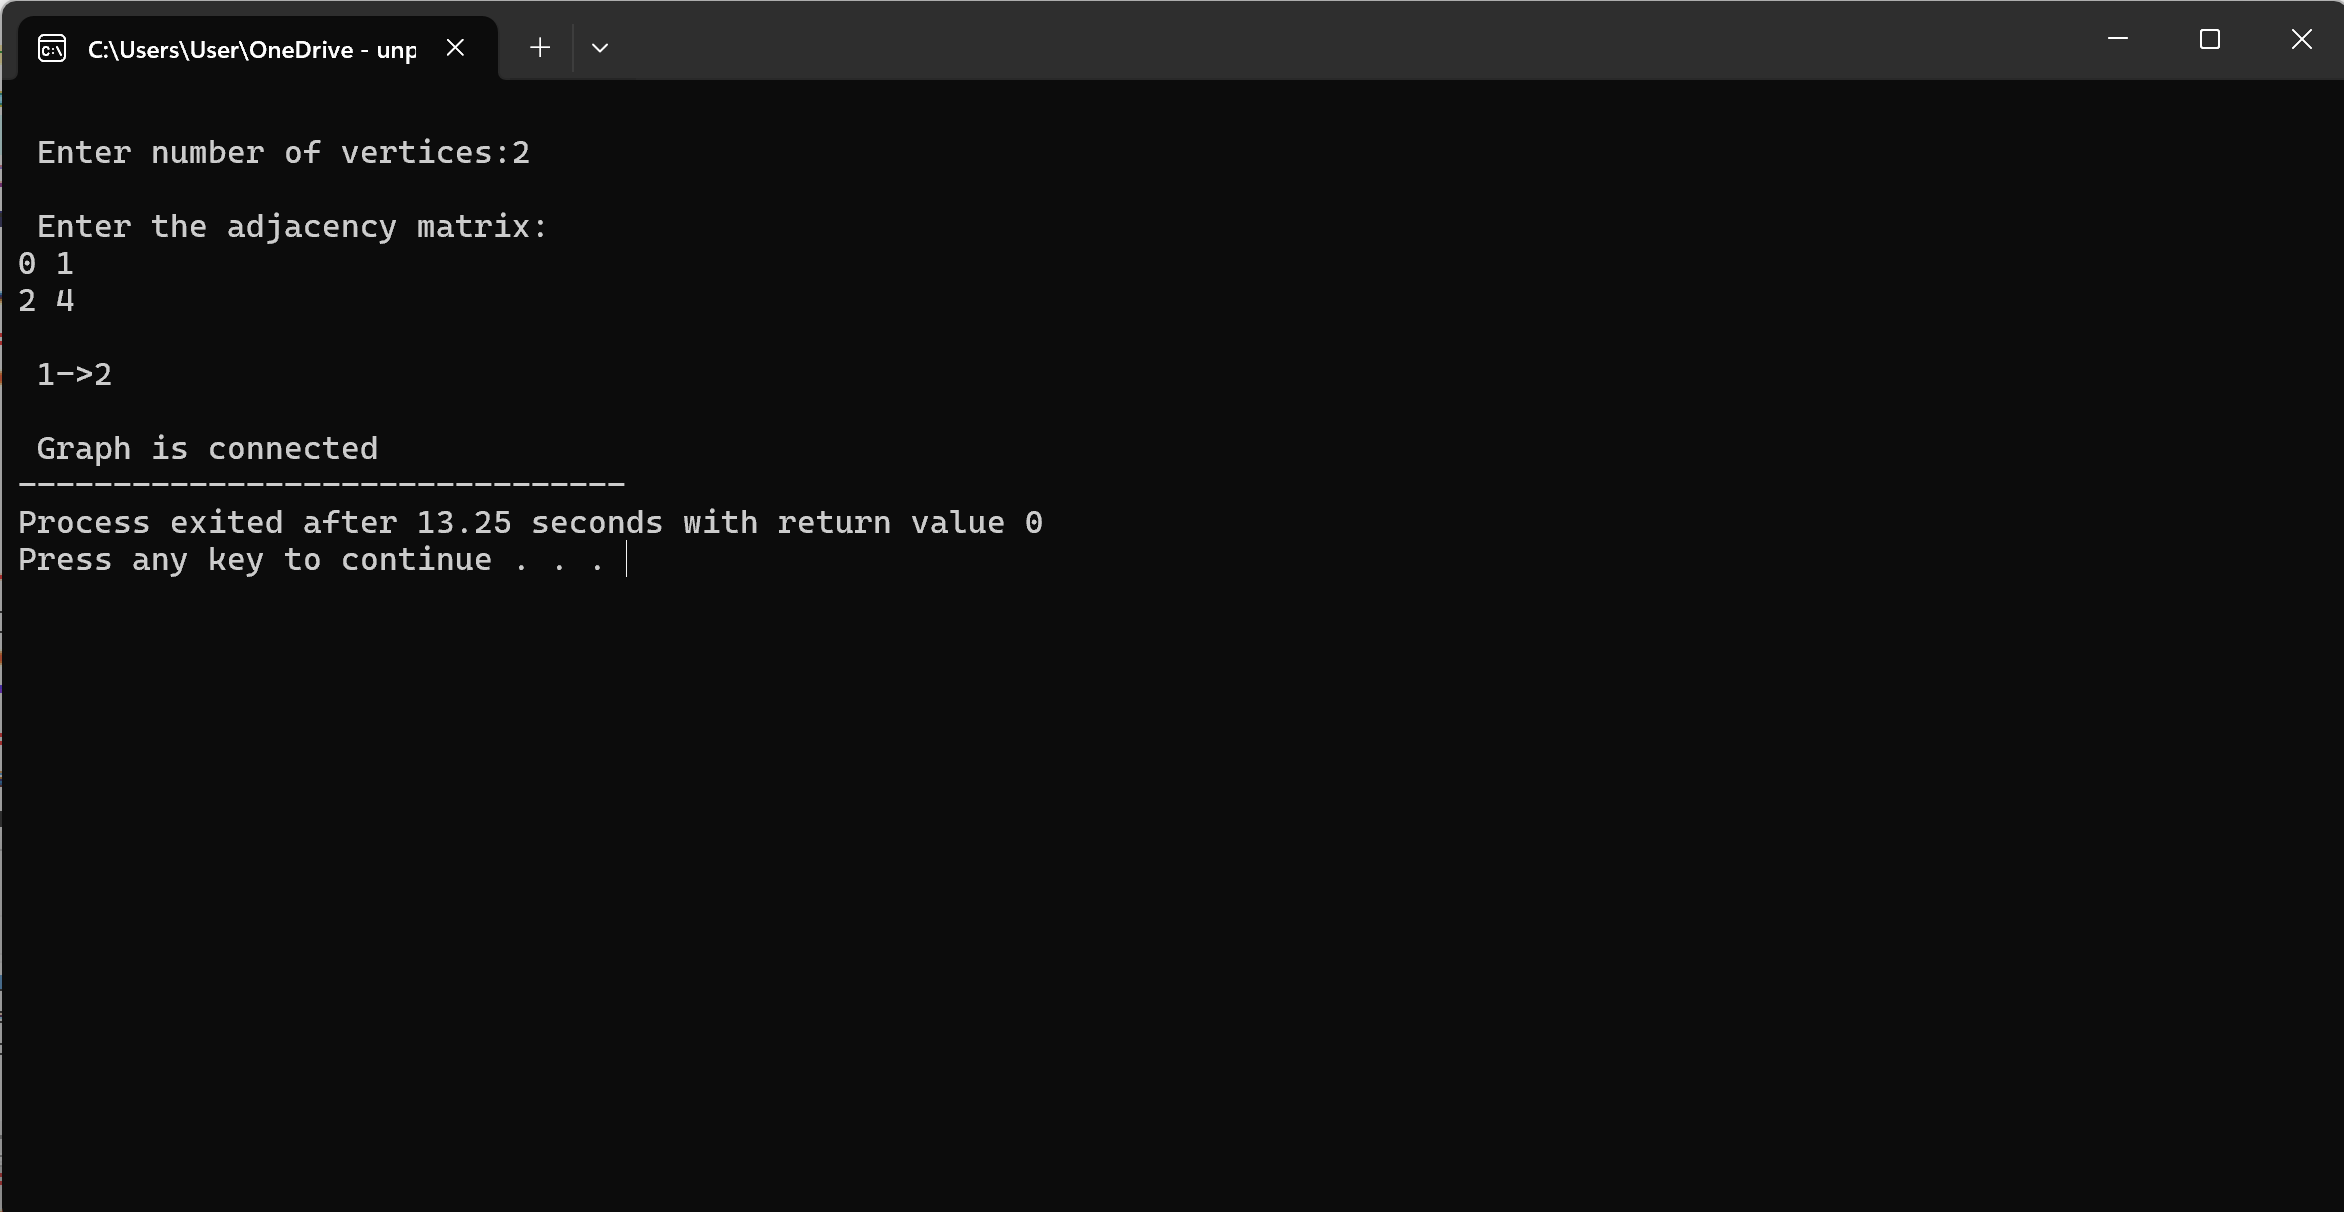 C:\Users\User\OneDrive - unp
Enter number of vertices:2
Enter the adjacency matrix:
0 1
2 4
1->2
Graph is connected
--------------------------------
Process exited after 13.25 seconds with return value 0
Press any key to continue . . .